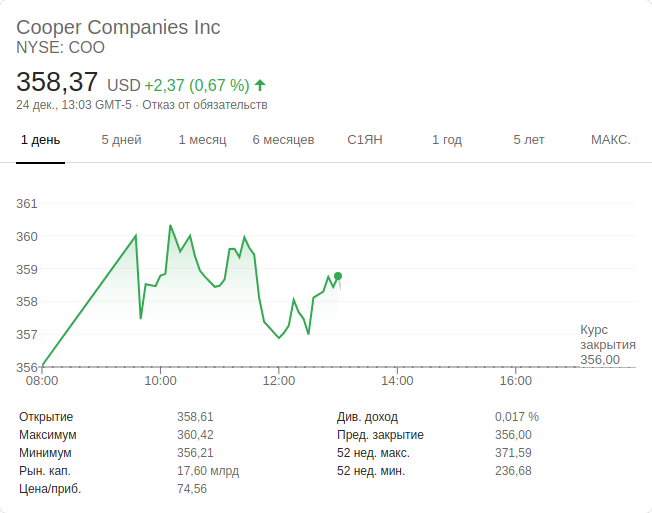 Cooper Companies Inc
NYSE: COO
358,37 USD +2,37 (0,67 %)
24 дек., 13:03 GMT-5 · Отказ от обязательств
1 день 5 дней 1 месяц 6 месяцев С1ЯН 1 год 5 лет МАКС.
361
360
359
358
357
356
Курс
закрытия
356,00
08:00 10:00 12:00 14:00 16:00
Открытие 358,61 Див. доход 0,017 %
Максимум 360,42 Пред. закрытие 356,00
Минимум 356,21 52 нед. макс. 371,59
Рын. кап. 17,60 млрд 52 нед. мин. 236,68
Цена/приб. 74,56